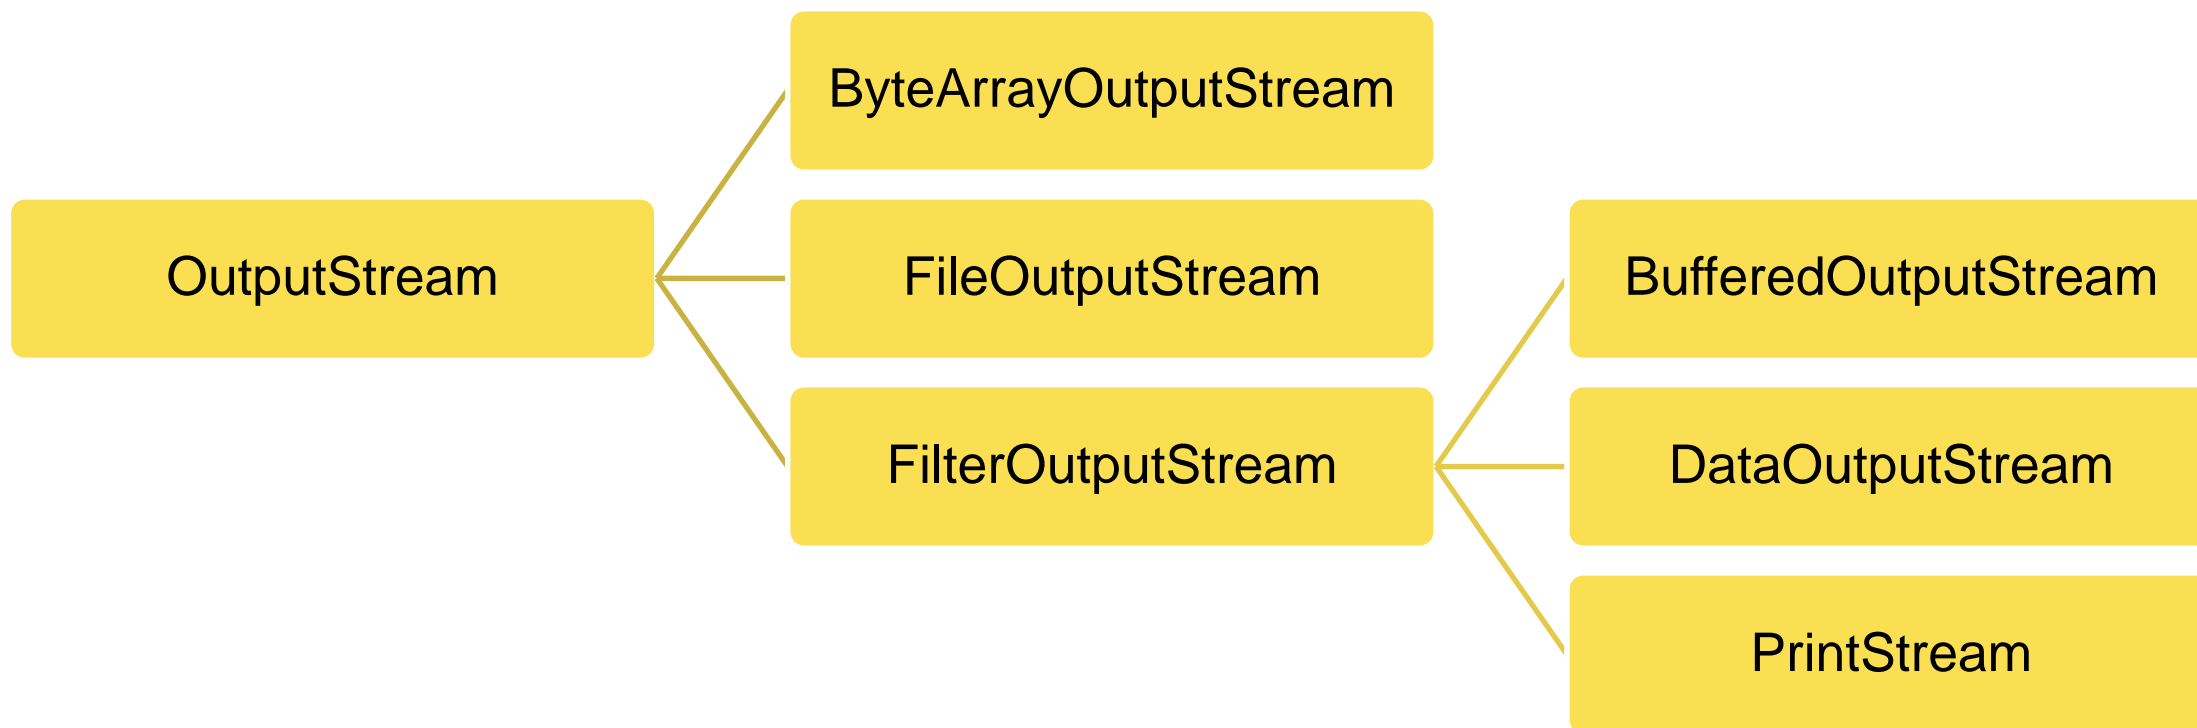 OutputStream
ByteArrayOutputStream
FileOutputStream
FilterOutputStream
BufferedOutputStream
DataOutputStream
PrintStream